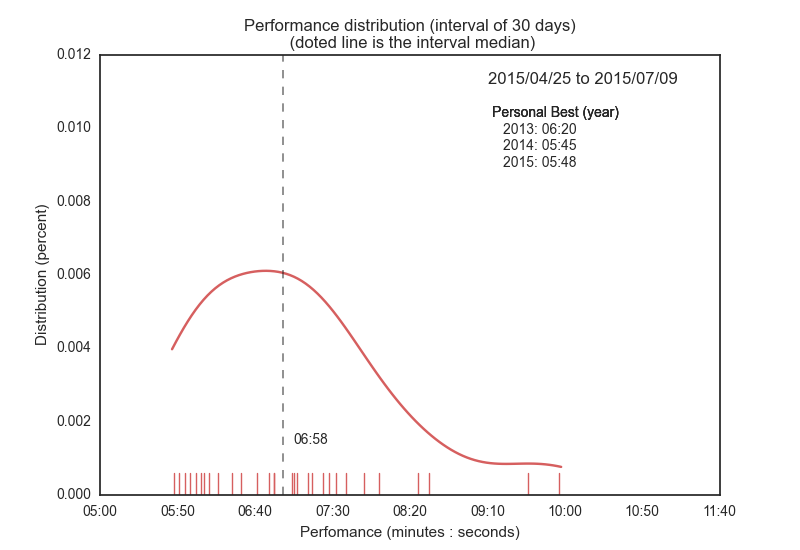 Performance distribution (interval of 30 days)
(doted line is the interval median)
0.012
0.010
0.008
0.006
0.004
0.002
0.000
Distribution (percent)
2015/04/25 to 2015/07/09
Personal Best (year)
2013: 06:20
2014: 05:45
2015: 05:48
06:58
05:00 05:50 06:40 07:30 08:20 09:10 10:00 10:50 11:40
Perfomance (minutes : seconds)